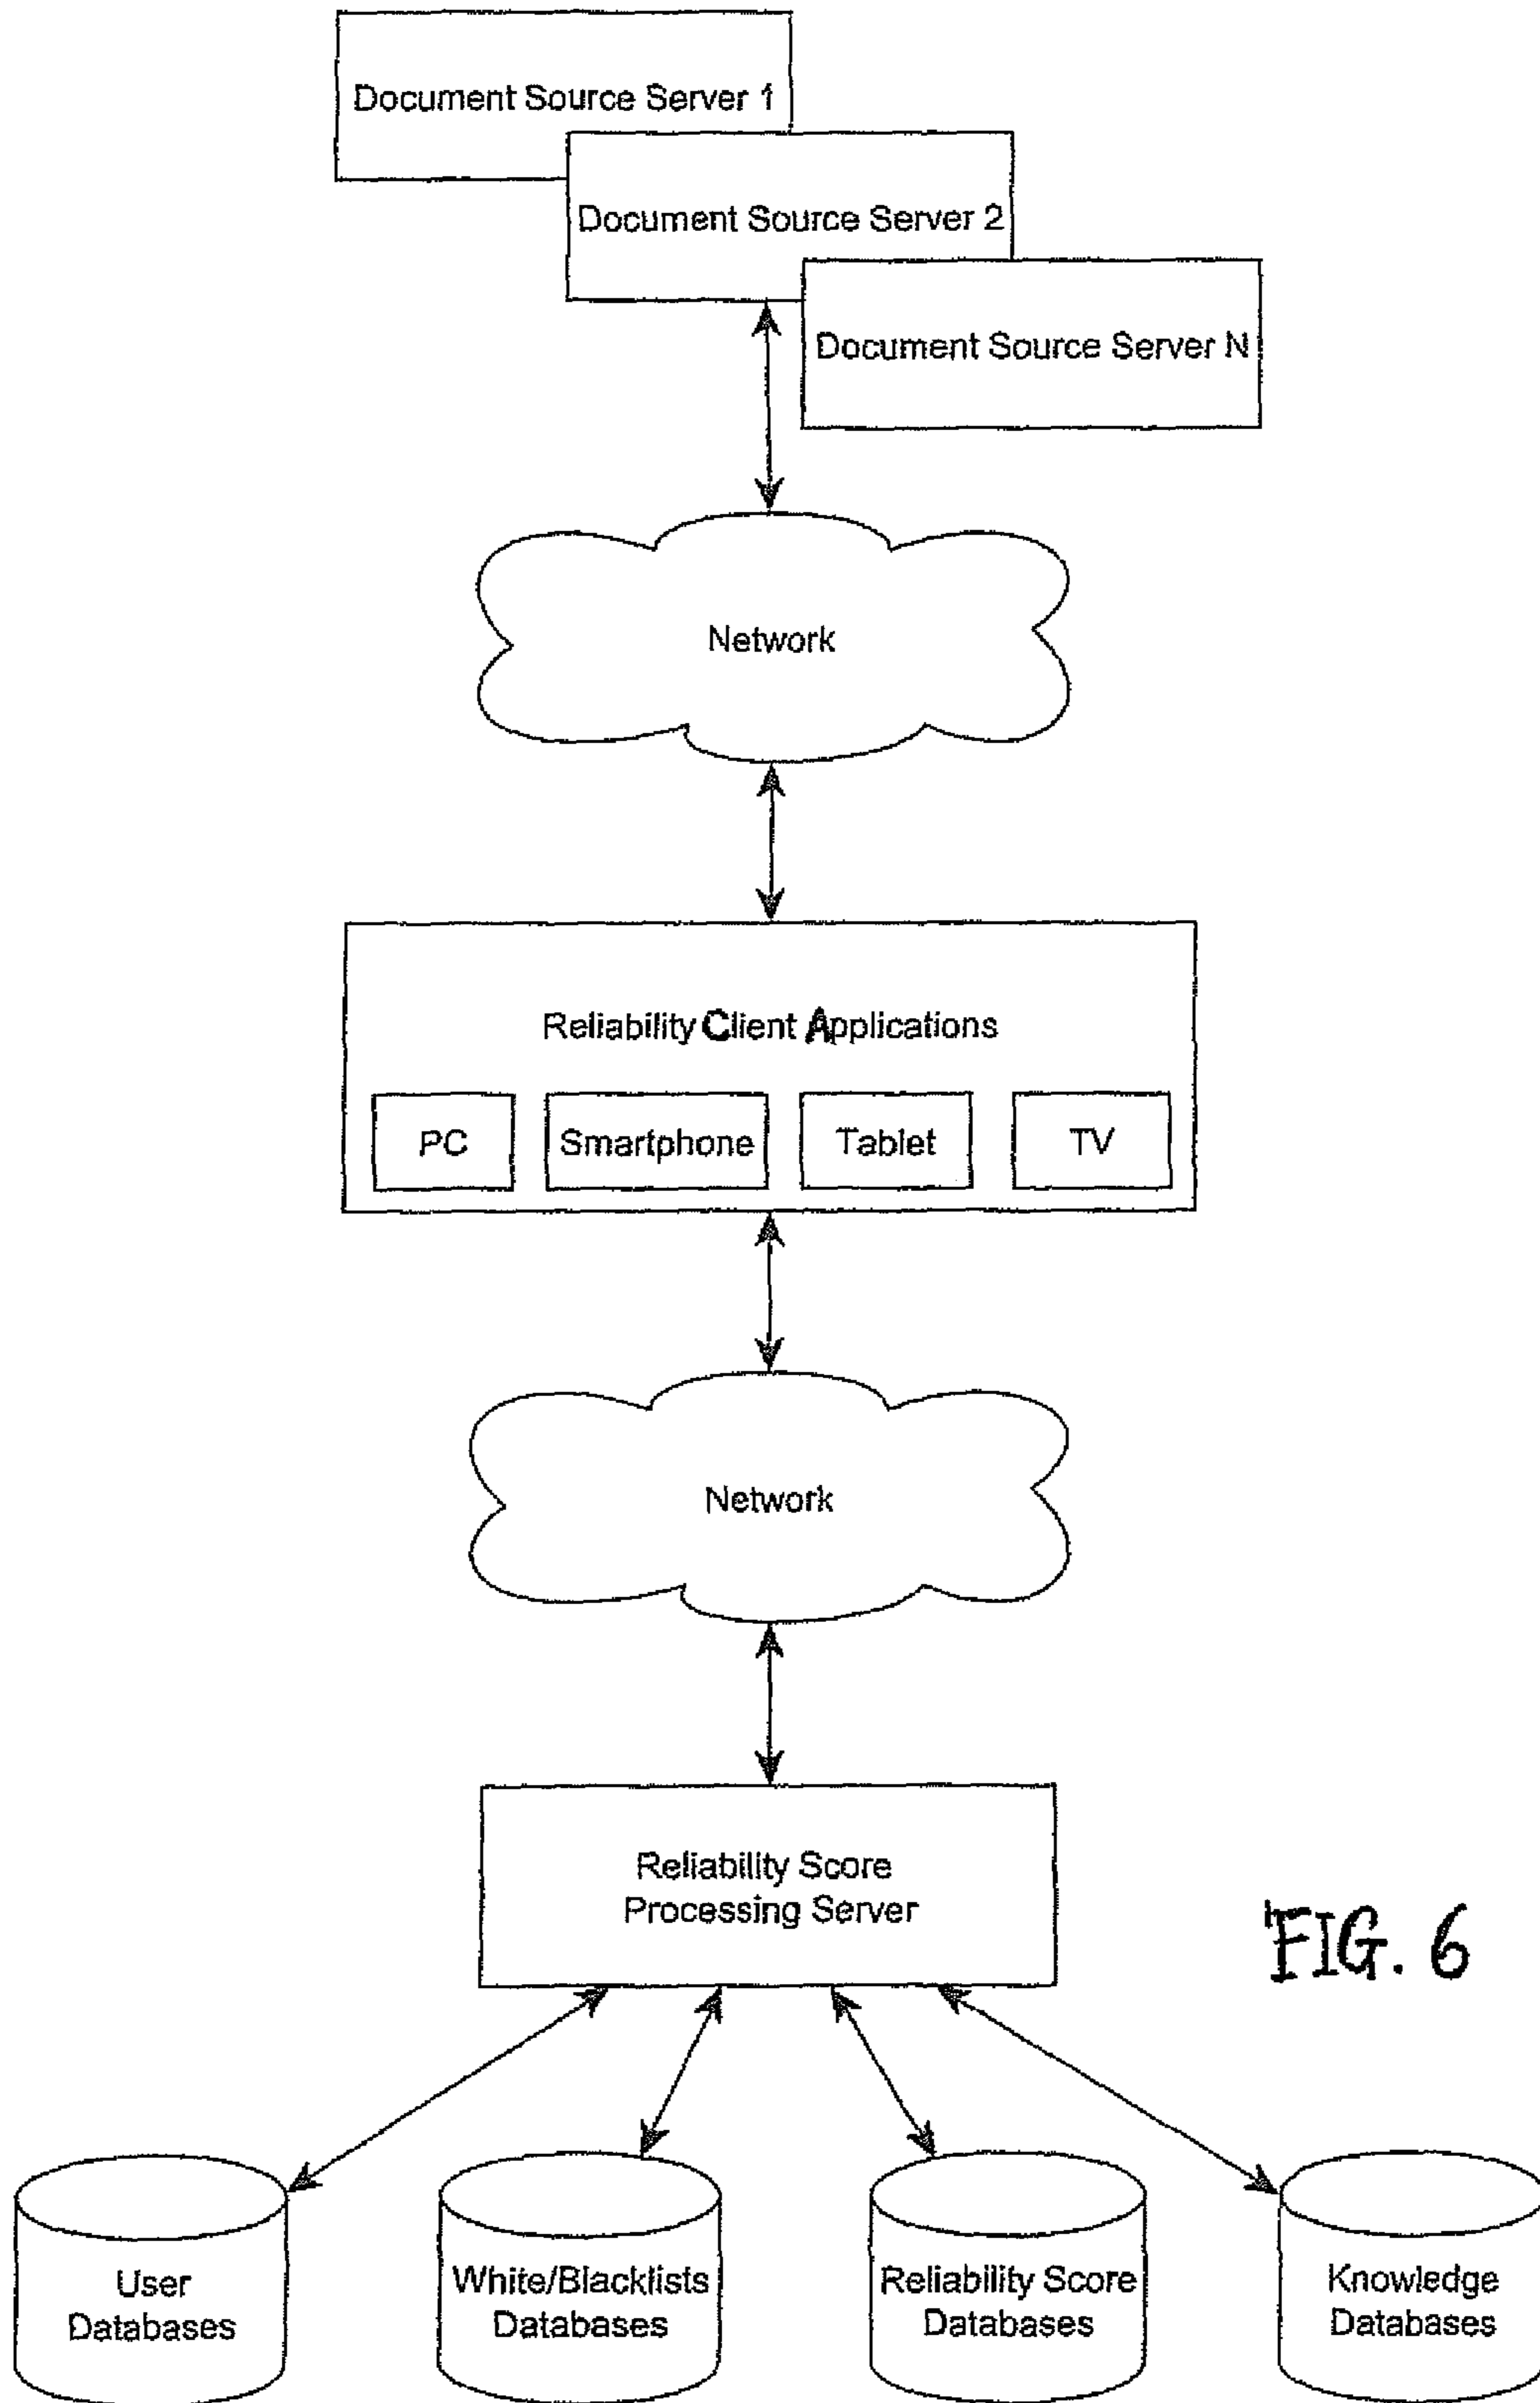 Document Source Server 1
Document Source Server 2
Document Source Server N
Network
Reliability Client Applications
PC
Smartphone
Tablet
TV
Network
Reliability Score
Processing Server
FIG. 6
User
Databases
White/Blacklists
Databases
Reliability Score
Databases
Knowledge
Databases